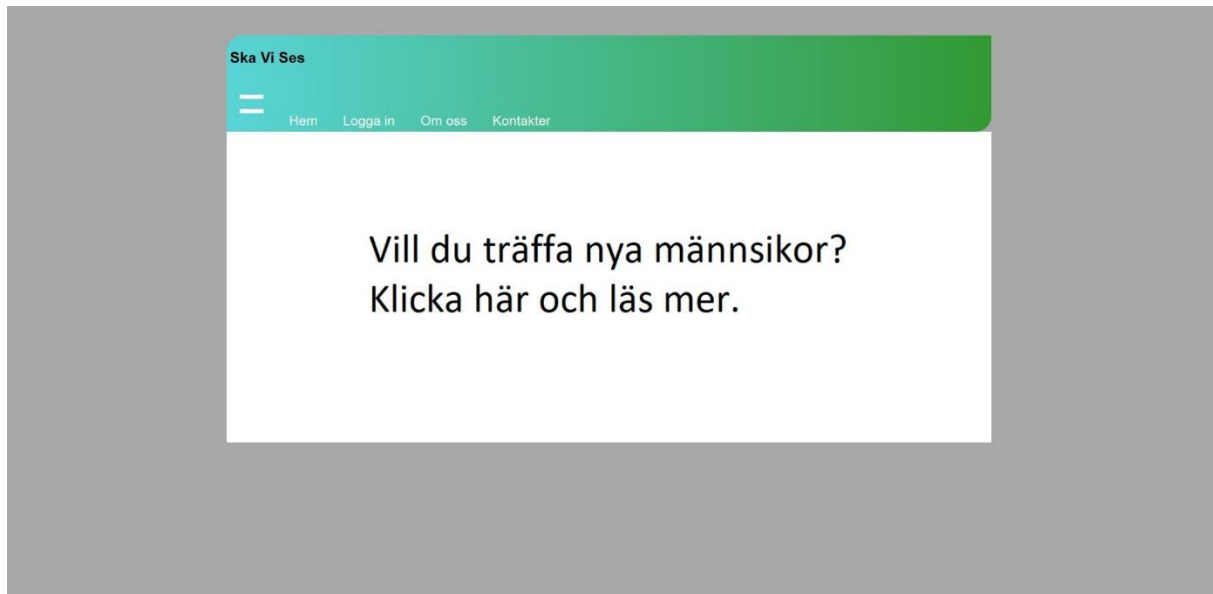 Ska Vi Ses
Hem Logga in Om oss Kontakter
Vill du träffa nya männsikor?
Klicka här och läs mer.